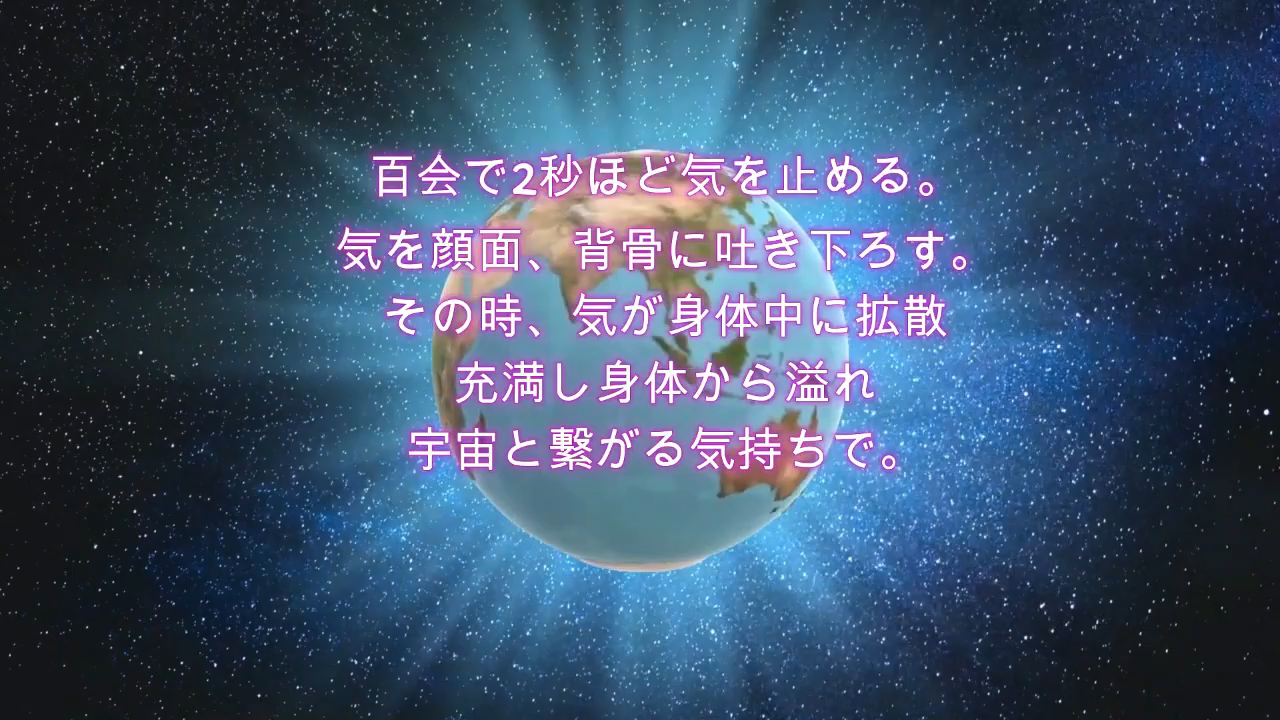 百会で2秒ほど気を止める。
気を顔面、背骨に吐き下ろす。
その時、気が身体中に拡散
充満し身体から溢れ
宇宙と繋がる気持ちで。